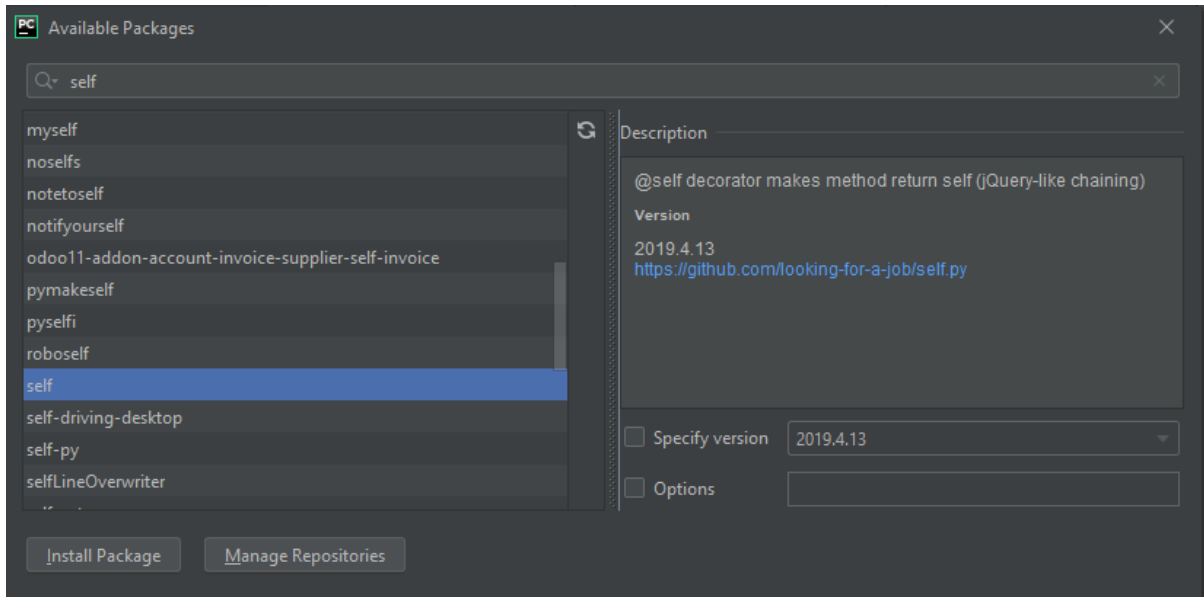 PC Available Packages
self
myself
noselfs
notetoself
notifyourself
odoo11-addon-account-invoice-supplier-self-invoice
pymakeself
pyselfi
roboself
self
self-driving-desktop
self-py
selfLineOverwriter
Description
@self decorator makes method return self (jQuery-like chaining)
Version
2019.4.13
https://github.com/looking-for-a-job/self.py
Specify version 2019.4.13
Options
Install Package Manage Repositories